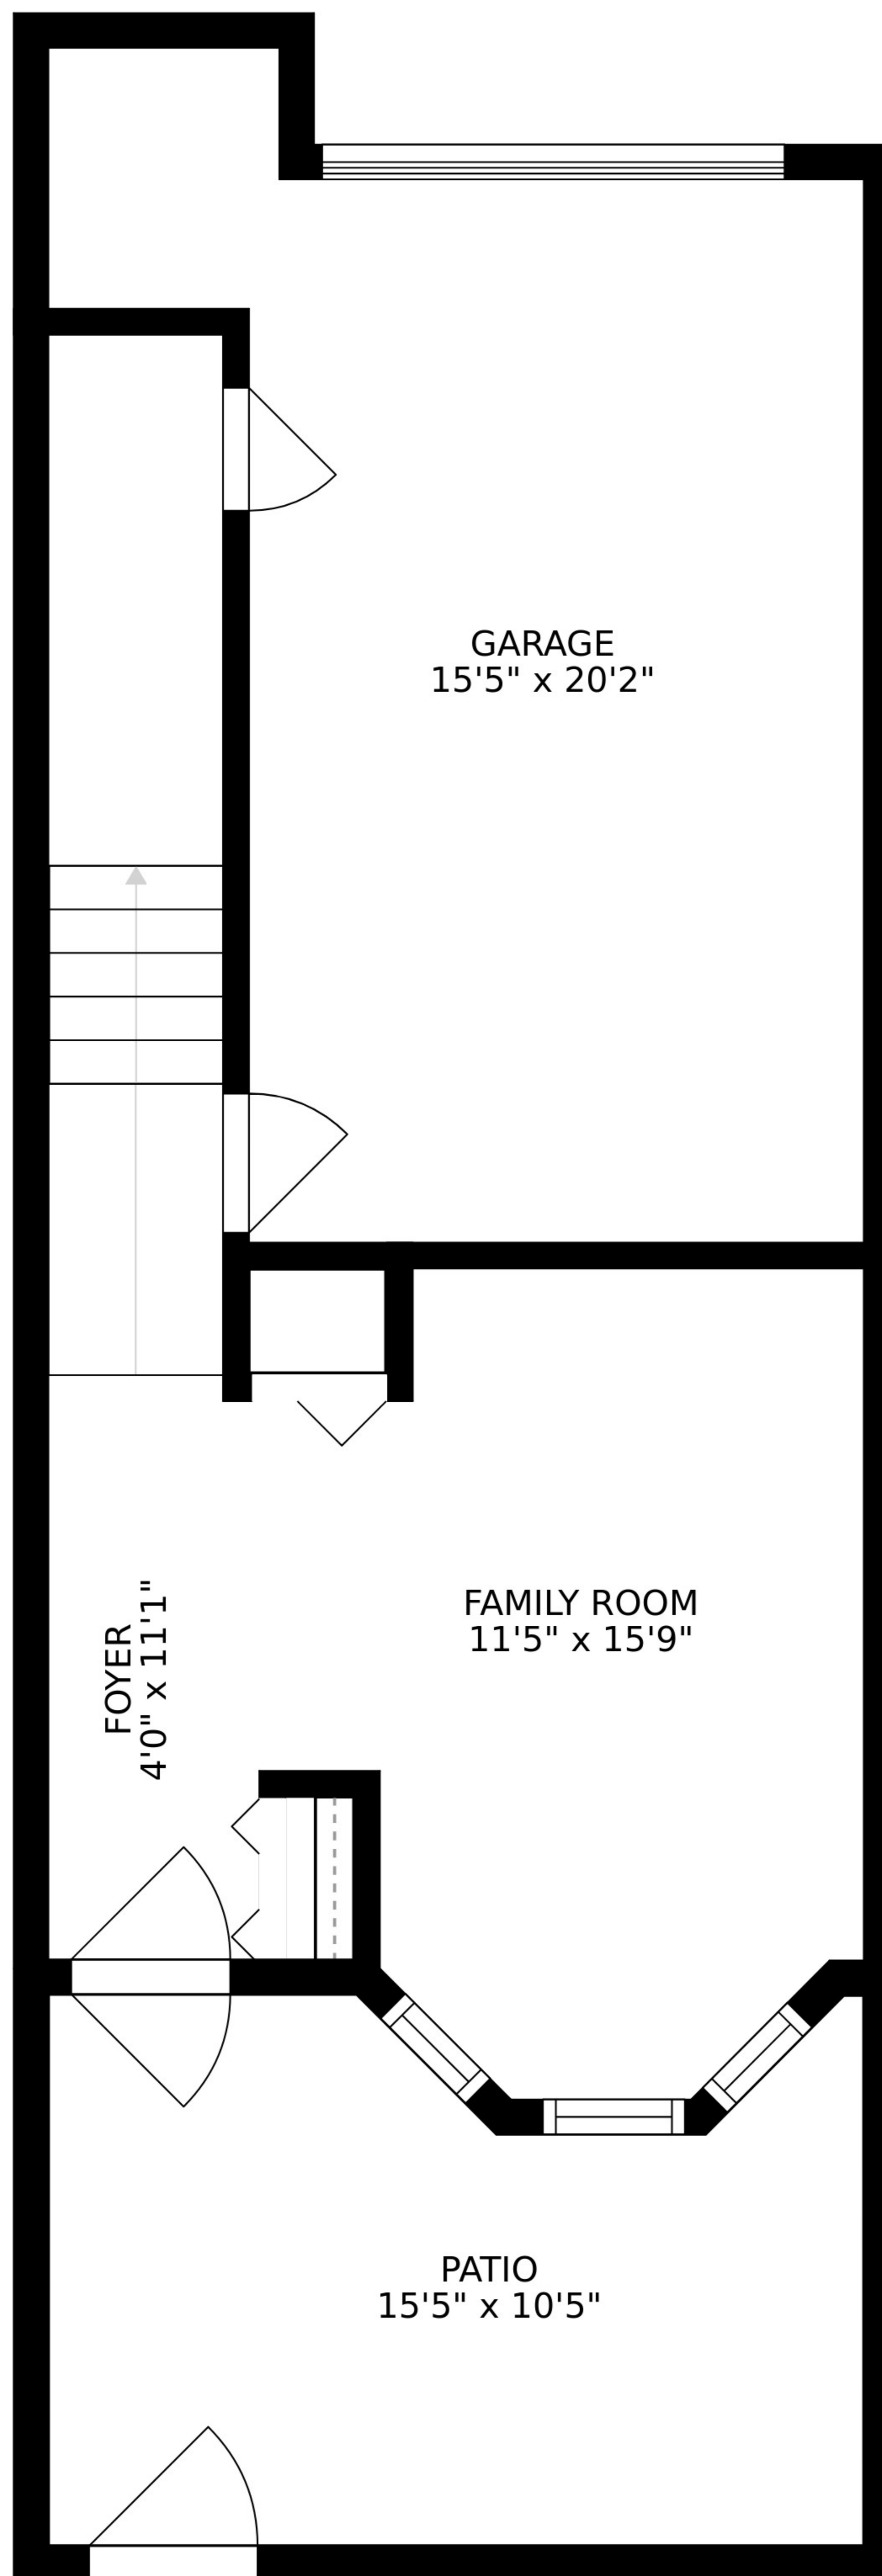 GARAGE
15'5" x 20'2"
FAMILY ROOM
11'5" x 15'9"
FOYER
4'0" x 11'1"
PATIO
15'5" x 10'5"